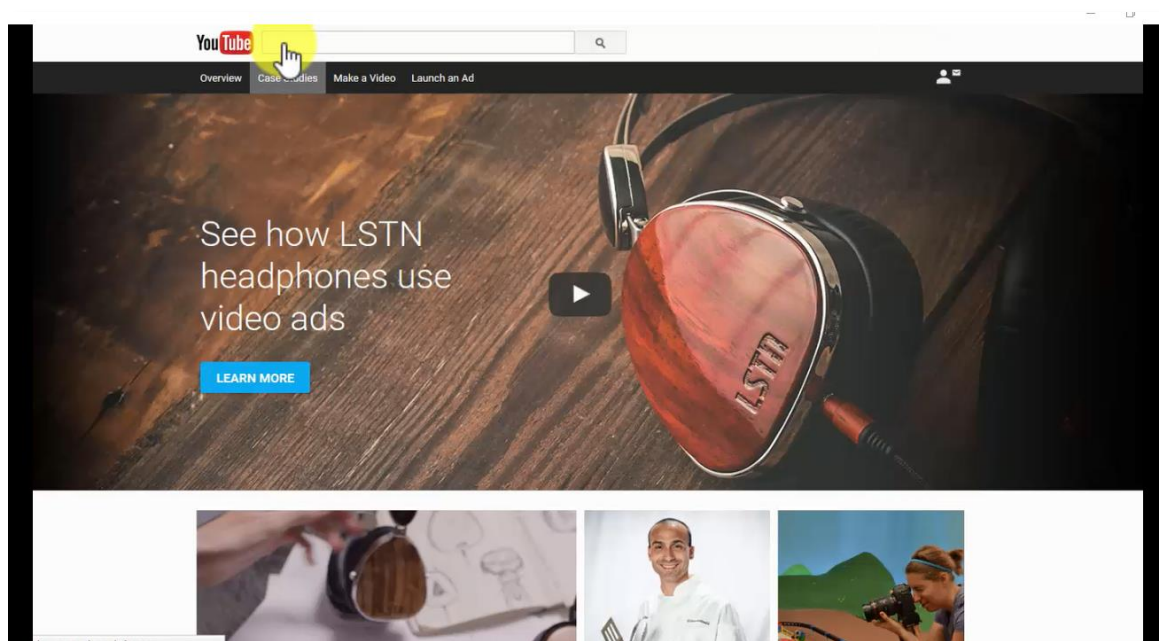 YouTube
Overview Case Studies Make a Video Launch an Ad
See how LSTN
headphones use
video ads
LEARN MORE
LSTN